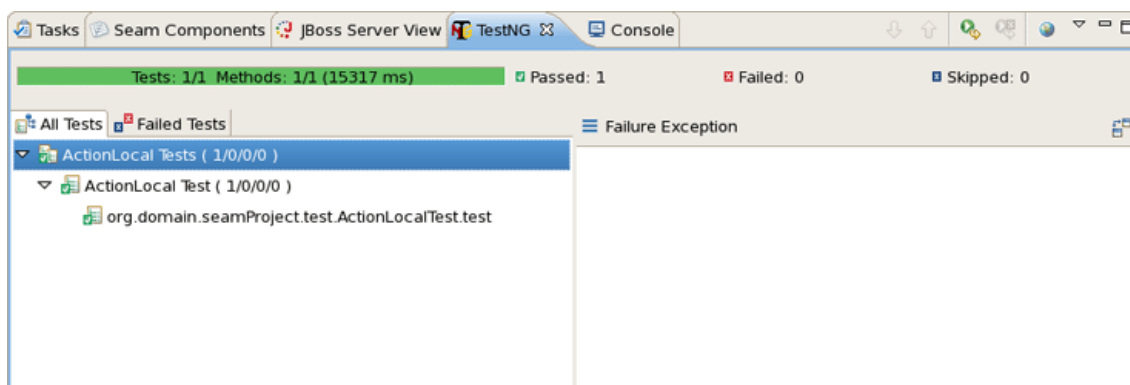 Tasks Seam Components JBoss Server View TestNG Console
Tests: 1/1 Methods: 1/1 (15317 ms) Passed: 1 Failed: 0 Skipped: 0
All Tests Failed Tests Failure Exception
ActionLocal Tests ( 1/0/0/0 )
ActionLocal Test ( 1/0/0/0 )
org.domain.seamProject.test.ActionLocalTest.test